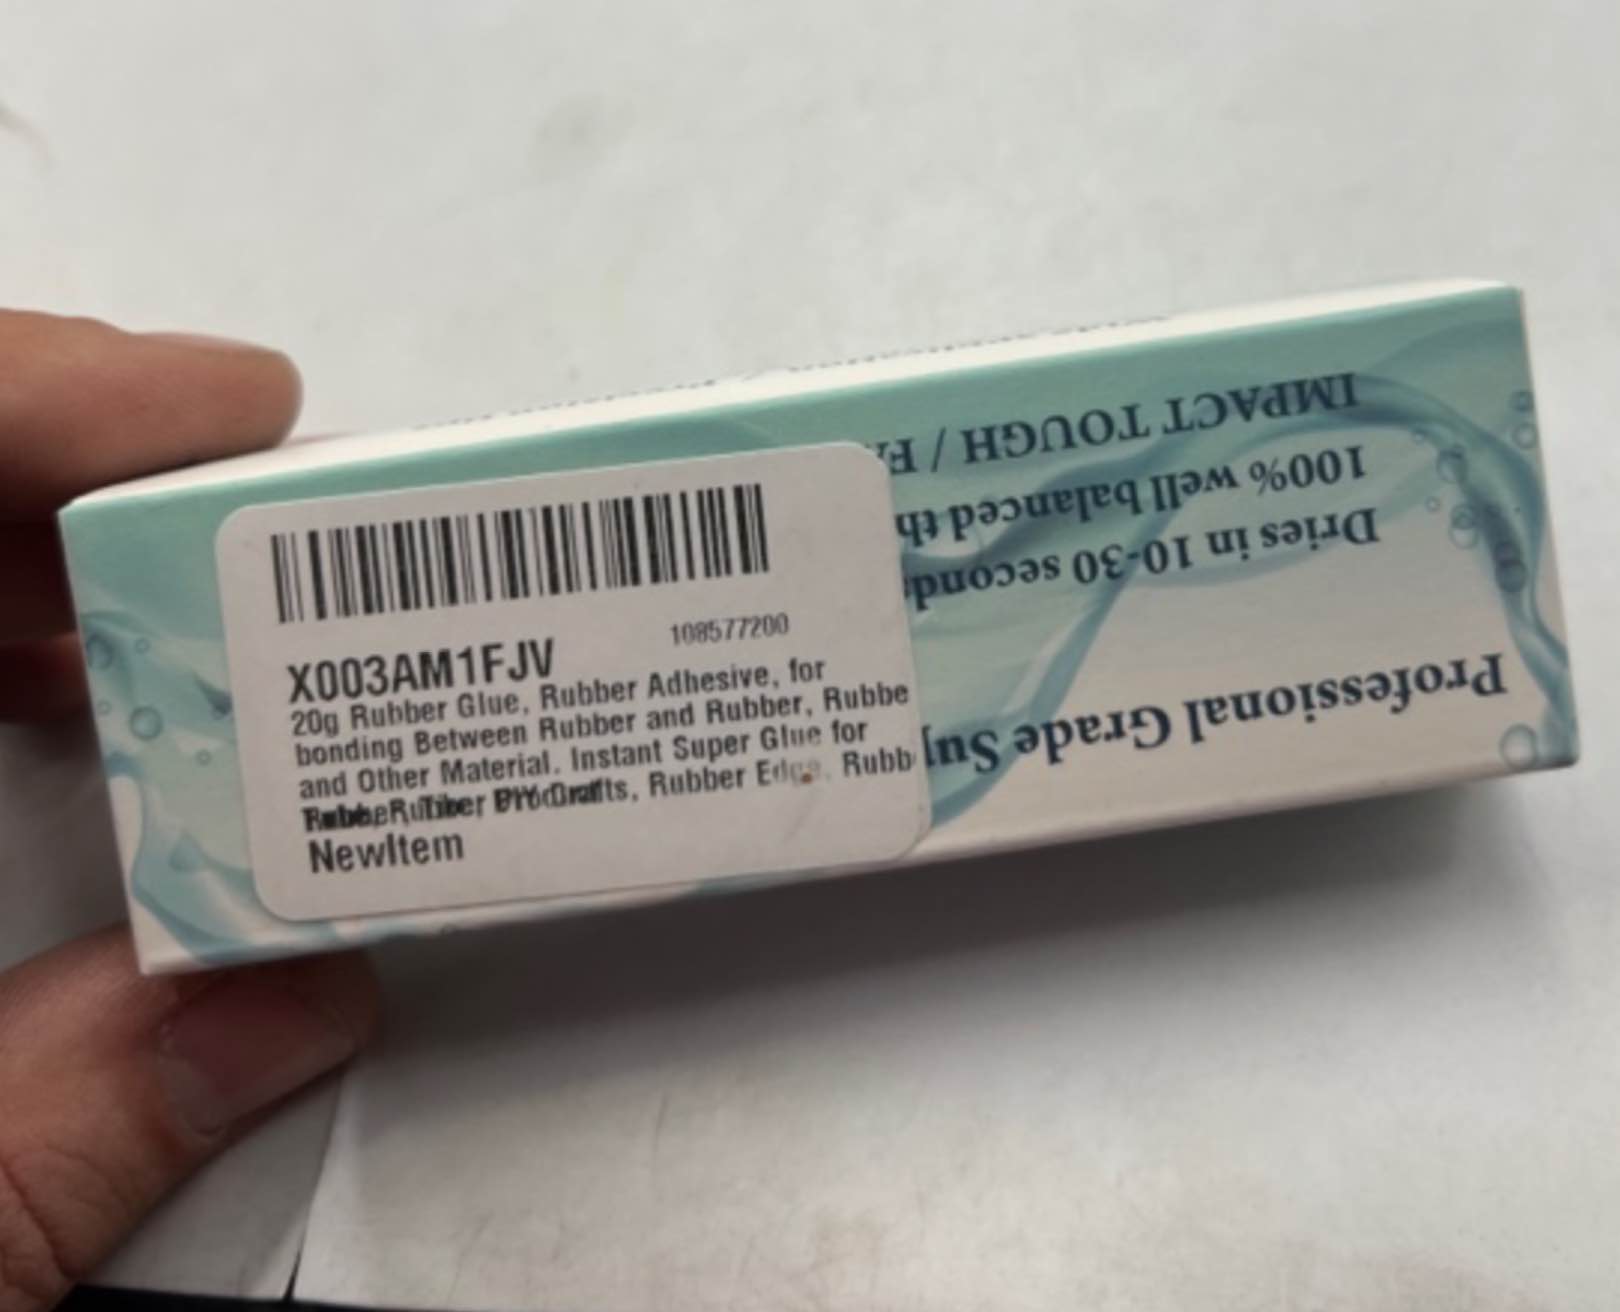 108577200
X003AM1FJV
20g Rubber Glue, Rubber Adhesive, for
bonding Between Rubber and Rubber, Rubbe
and Other Material. Instant Super Glue for
Rubber Edge, Rubb
NewItem
Professional Grade Su
Dries in 10-30 second
100% well balanced th
IMPACT TOUGH / F